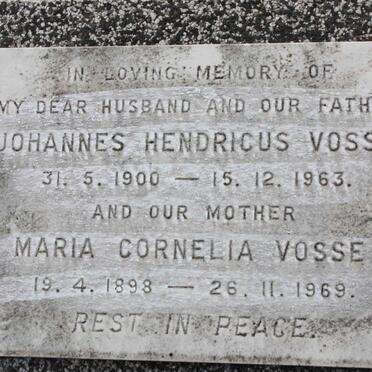 IN LOVING MEMORY OF
MY DEAR HUSBAND AND OUR FATH
JOHANNES HENDRICUS VOSS
31. 5. 1900 — 15. 12. 1963.
AND OUR MOTHER
MARIA CORNELIA VOSSE
19. 4. 1898 — 26. 11. 1969.
REST IN PEACE.